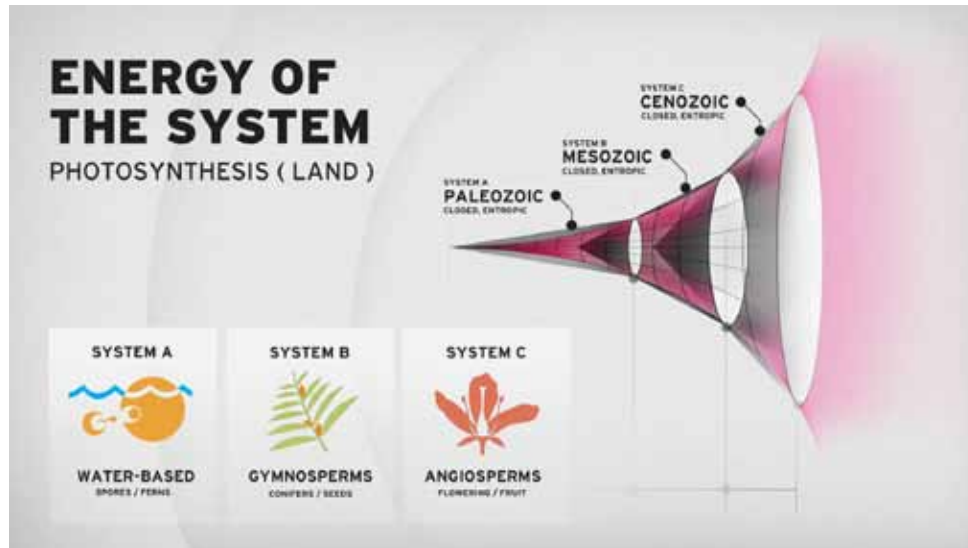 ENERGY OF
THE SYSTEM
PHOTOSYNTHESIS ( LAND )
SYSTEM C
CENOZOIC
CLOSED, ENTROPIC
SYSTEM B
MESOZOIC
CLOSED, ENTROPIC
SYSTEM A
PALEOZOIC
CLOSED, ENTROPIC
SYSTEM A
WATER-BASED
SPORES / FERNS
SYSTEM B
GYMNOSPERMS
CONIFERS / SEEDS
SYSTEM C
ANGIOSPERMS
FLOWERING / FRUIT